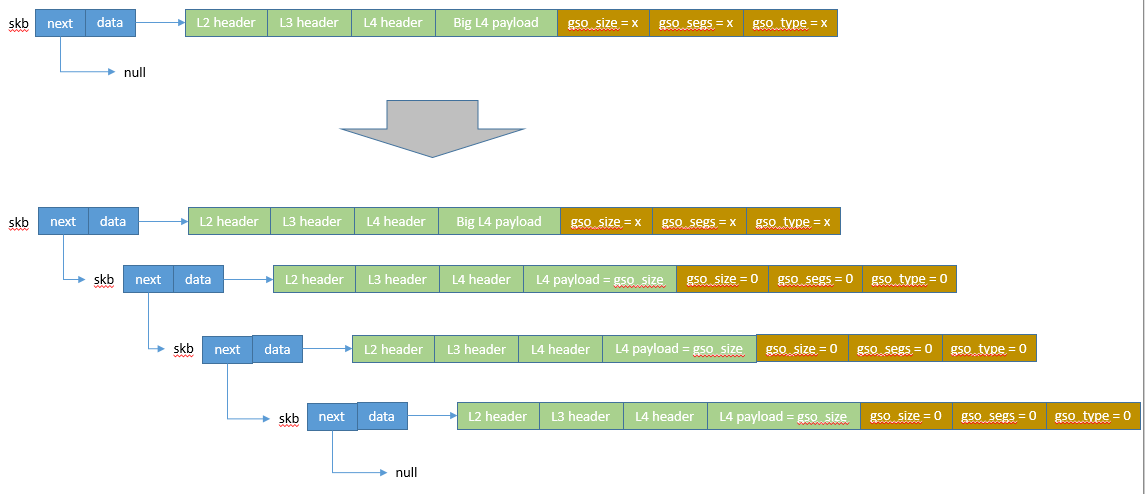 skb next data L2 header L3 header L4 header Big L4 payload gso_size = x gso_segs = x gso_type = x
null
skb next data L2 header L3 header L4 header Big L4 payload gso_size = x gso_segs = x gso_type = x
skb next data L2 header L3 header L4 header L4 payload = gso_size gso_size = 0 gso_segs = 0 gso_type = 0
skb next data L2 header L3 header L4 header L4 payload = gso_size gso_size = 0 gso_segs = 0 gso_type = 0
skb next data L2 header L3 header L4 header L4 payload = gso_size gso_size = 0 gso_segs = 0 gso_type = 0
null